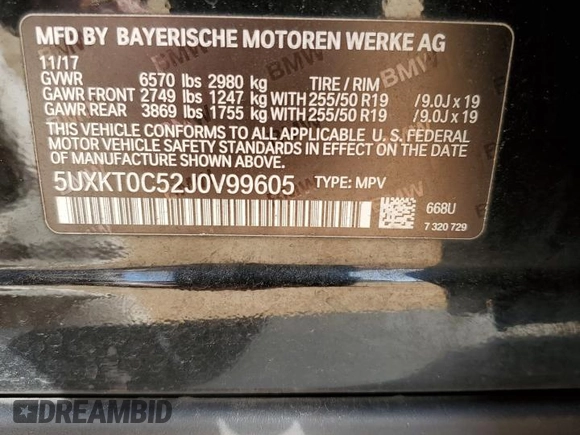 MFD BY BAYERISCHE MOTOREN WERKE AG
11/17
GVWR 6570 lbs 2980 kg TIRE / RIM
GAWR FRONT 2749 lbs 1247 kg WITH 255/50 R19 /9.0J x 19
GAWR REAR 3869 lbs 1755 kg WITH 255/50 R19 /9.0J x 19
THIS VEHICLE CONFORMS TO ALL APPLICABLE U. S. FEDERAL
MOTOR VEHICLE SAFETY STANDARDS IN EFFECT ON THE DATE
OF MANUFACTURE SHOWN ABOVE.
5UXKT0C52J0V99605 TYPE: MPV
668U
7 320 729
DREAMBID